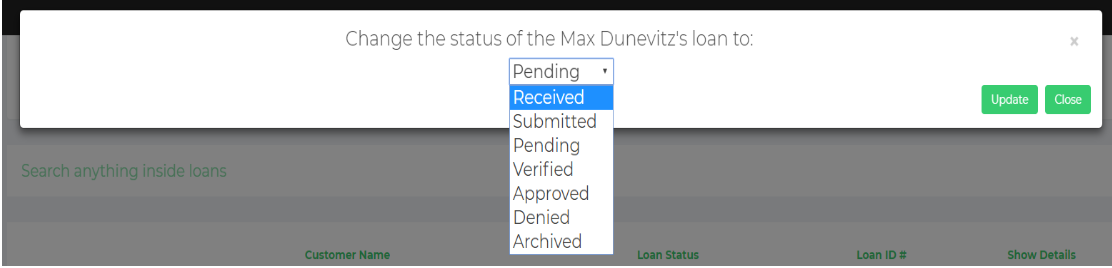 Change the status of the Max Dunevitz's loan to:
x
Pending
Received
Submitted
Pending
Verified
Approved
Denied
Archived
Update Close
Search anything inside loans
Customer Name Loan Status Loan ID # Show Details